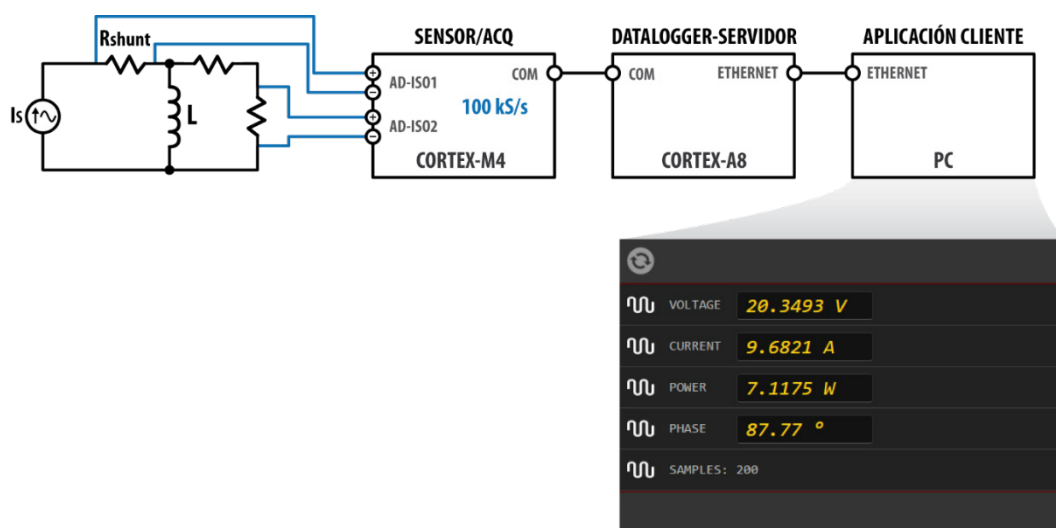 Rshunt
Is
L
SENSOR/ACQ
AD-ISO1
AD-ISO2
COM
100 kS/s
CORTEX-M4
DATALOGGER-SERVIDOR
COM
ETHERNET
CORTEX-A8
APLICACIÓN CLIENTE
ETHERNET
PC
VOLTAGE 20.3493 V
CURRENT 9.6821 A
POWER 7.1175 W
PHASE 87.77 °
SAMPLES: 200